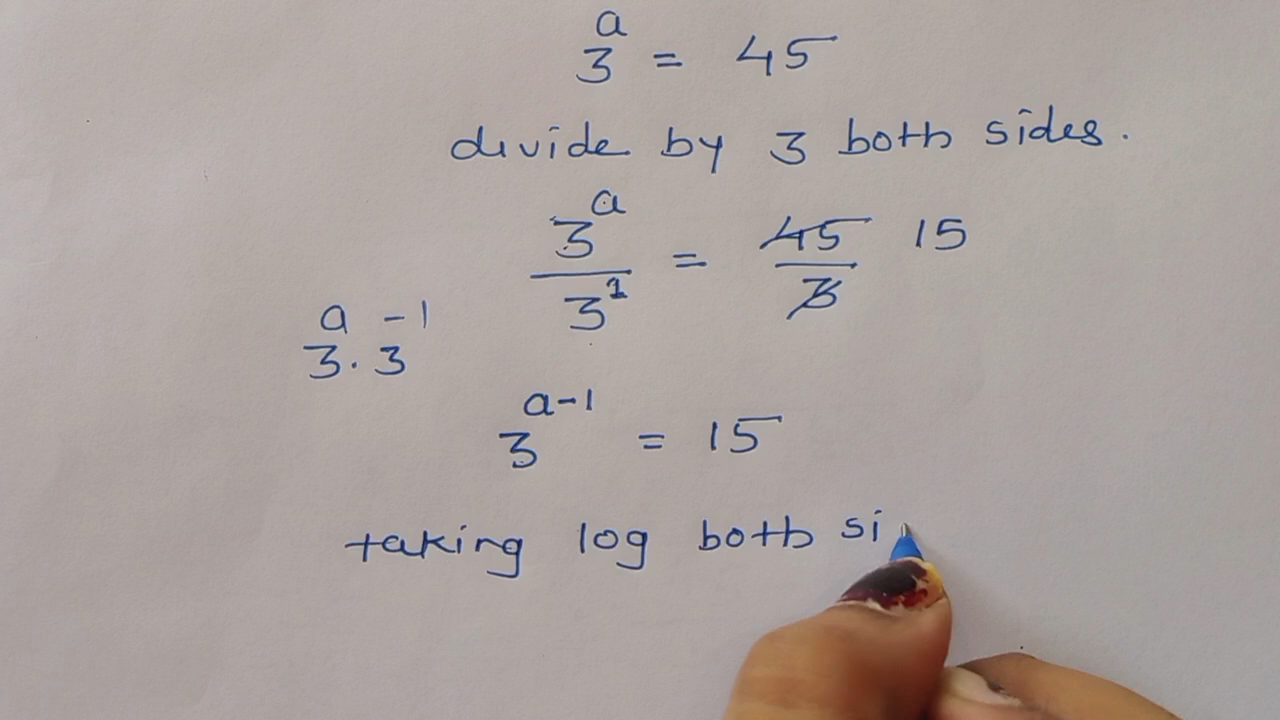 3^a = 45
divide by 3 both sides.
3^a / 3^1 = 45 / 3 15
3^a . 3^-1
3^a-1 = 15
taking log both si